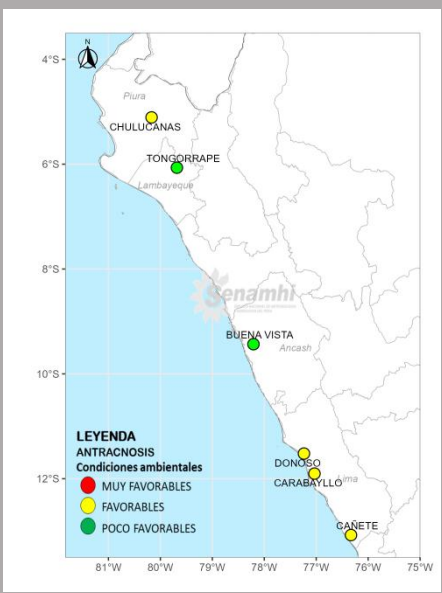 N
4°S
Piura
CHULUCANAS
TONGORRAPE
6°S
Lambayeque
8°S
Senamhi
BUENA VISTA
Ancash
10°S
LEYENDA
ANTRACNOSIS
Condiciones ambientales
MUY FAVORABLES
FAVORABLES
POCO FAVORABLES
DONOSO
CARABAYLLO
Lima
12°S
CAÑETE
81°W 80°W 79°W 78°W 77°W 76°W 75°W